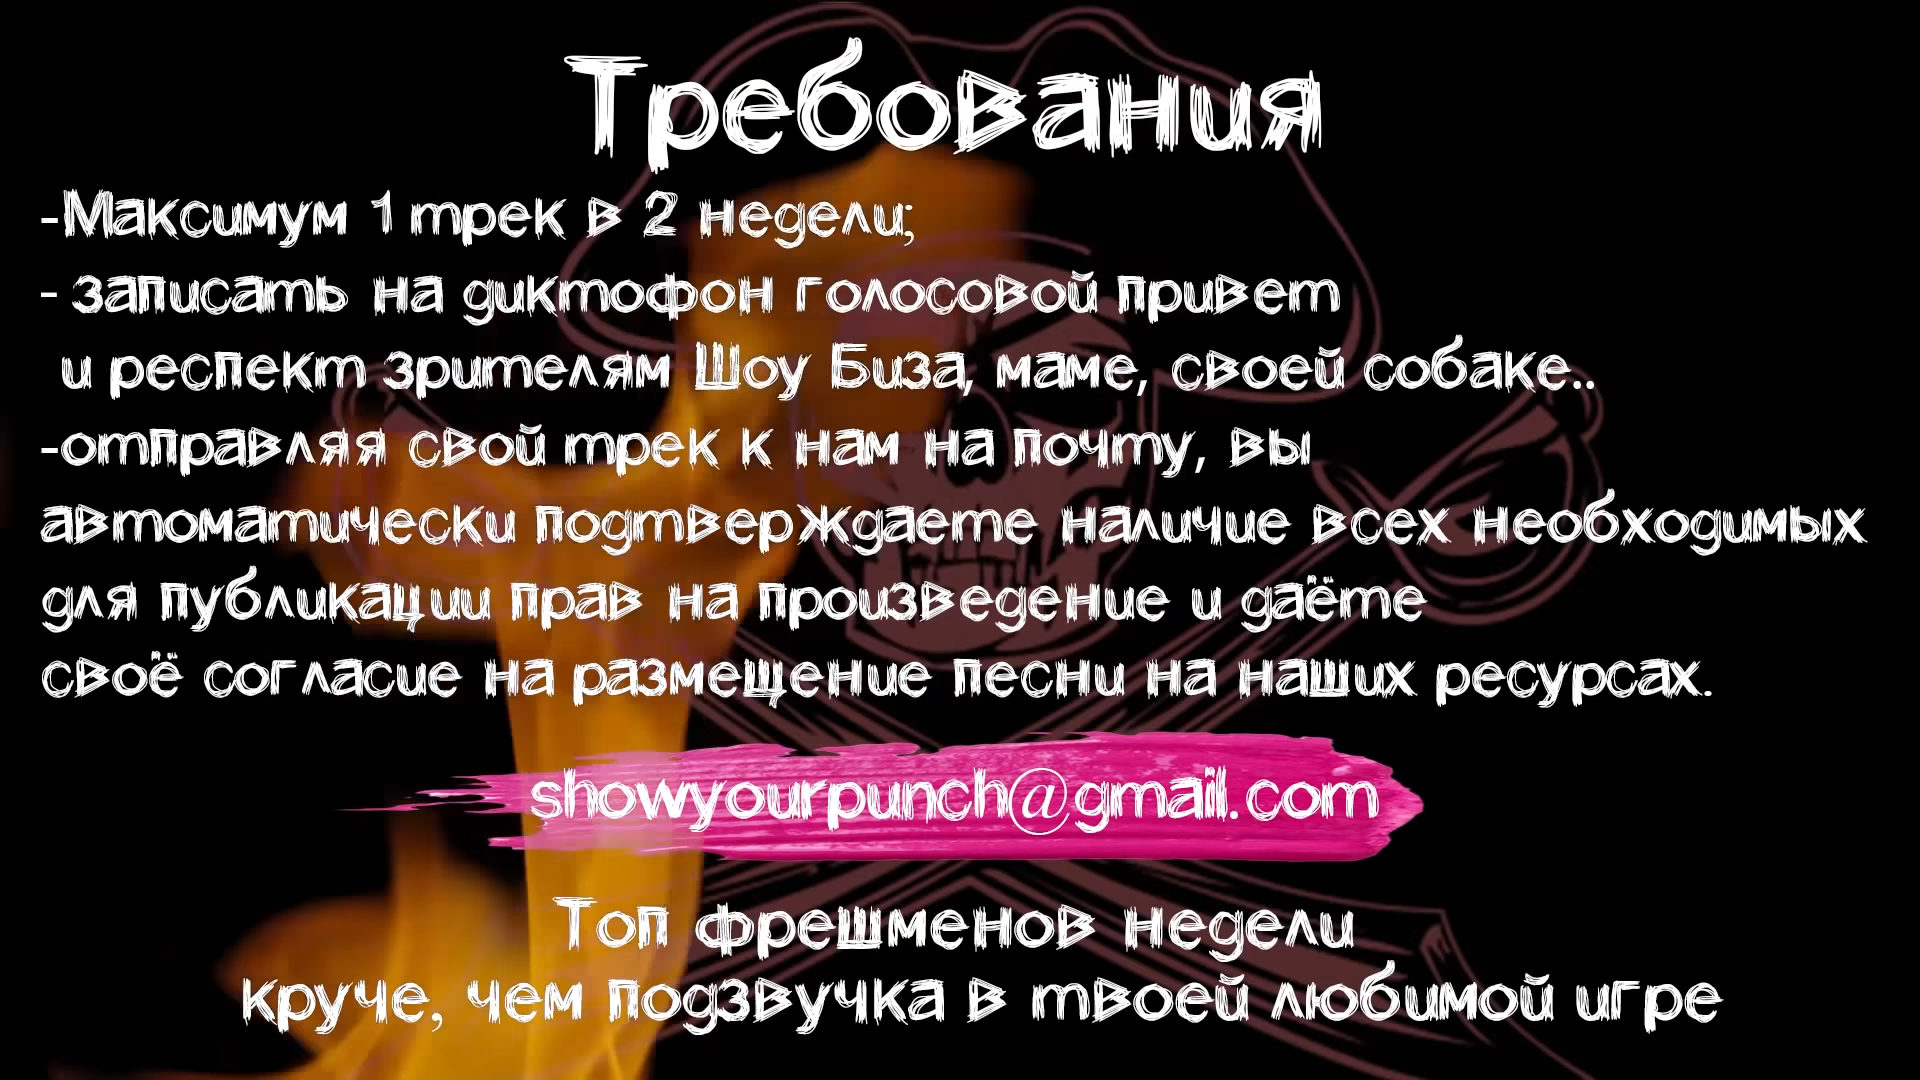 Требования
-Максимум 1 трек в 2 недели;
- записать на диктофон голосовой привет
и респект зрителям Шоу Биза, маме, своей собаке..
-отправляя свой трек к нам на почту, вы
автоматически подтверждаете наличие всех необходимых
для публикации прав на произведение и даёте
своё согласие на размещение песни на наших ресурсах.
showyourpunch@gmail.com
Топ фрешменов недели
круче, чем подзвучка в твоей любимой игре